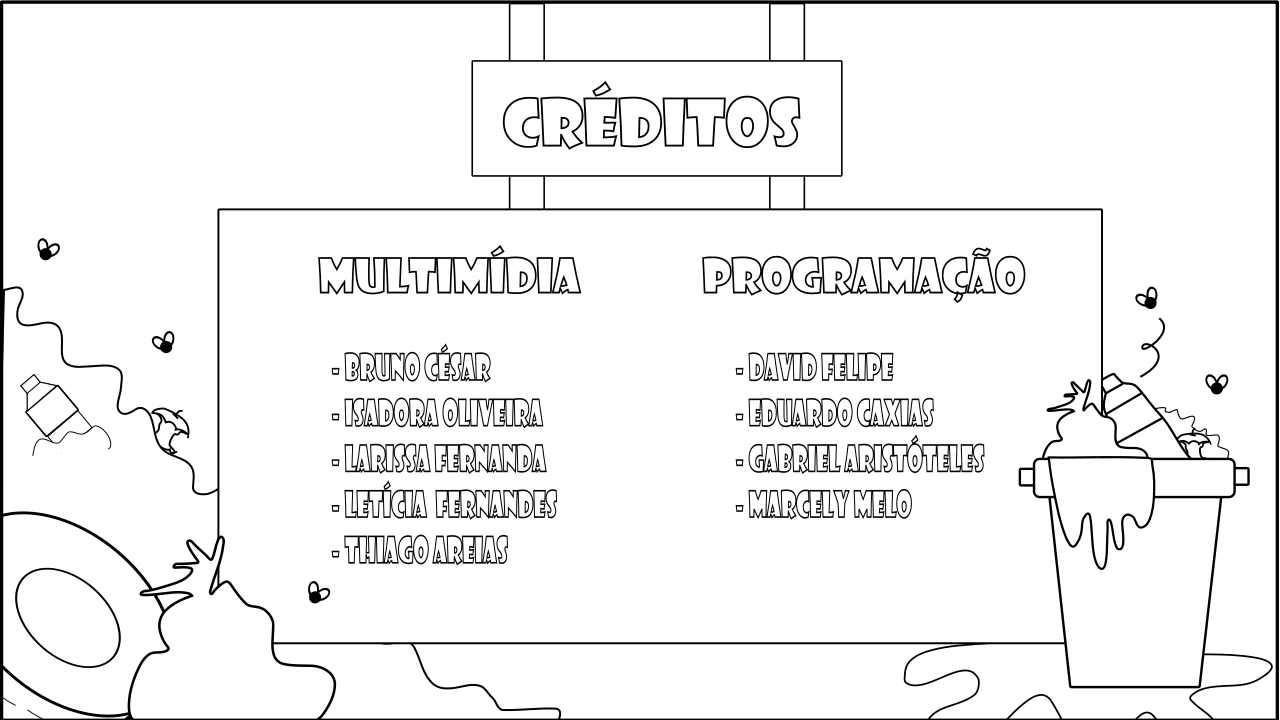 CRÉDITOS
MULTIMÍDIA
- BRUNO CÉSAR
- ISADORA OLIVEIRA
- LARISSA FERNANDA
- LETÍCIA FERNANDES
- THIAGO AREIAS
PROGRAMAÇÃO
- DAVID FELIPE
- EDUARDO CAXIAS
- GABRIEL ARISTÓTELES
- MARCELY MELO